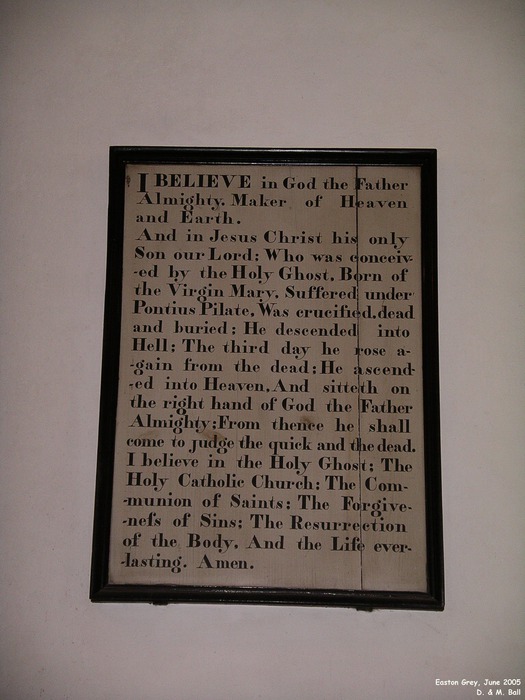 I BELIEVE in God the Father
Almighty. Maker of Heaven
and Earth.
And in Jesus Christ his only
Son our Lord; Who was conceiv-
-ed by the Holy Ghost, Born of
the Virgin Mary, Suffered under
Pontius Pilate, Was crucified, dead
and buried; He descended into
Hell; The third day he rose a-
-gain from the dead; He ascend-
-ed into Heaven, And sitteth on
the right hand of God the Father
Almighty; From thence he shall
come to judge the quick and the dead.
I believe in the Holy Ghost; The
Holy Catholic Church; The Com-
-munion of Saints; The Forgive-
-neſs of Sins; The Resurrection
of the Body, And the Life ever-
-lasting. Amen.
Easton Grey, June 2005
D. & M. Ball